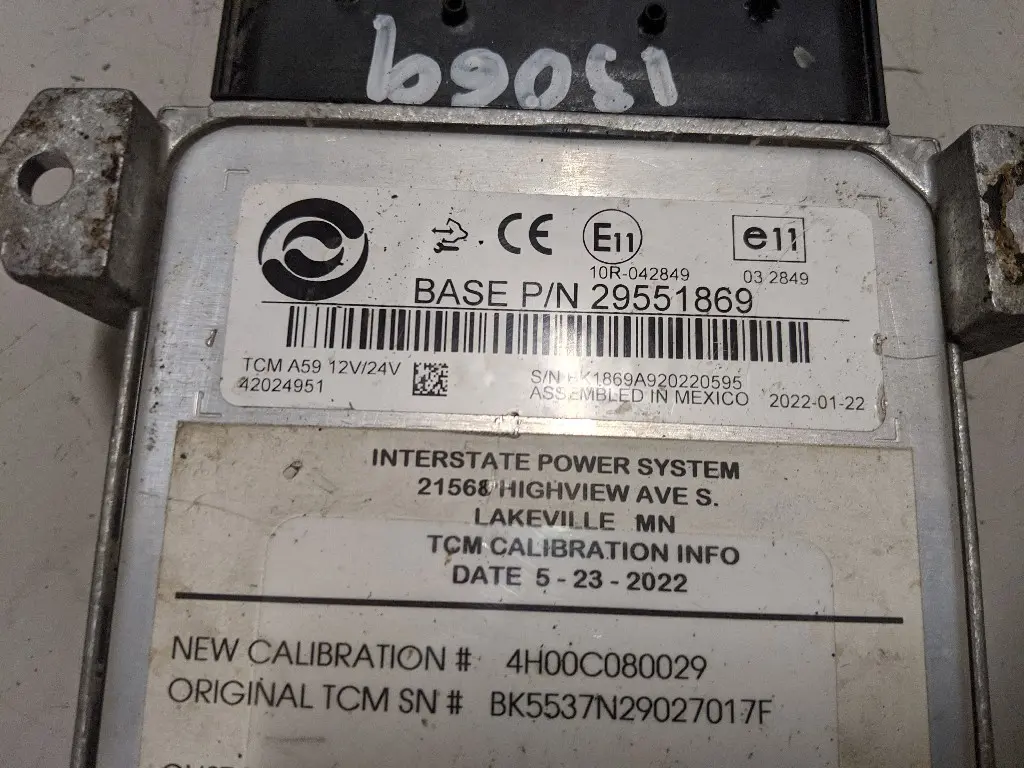 13069
CE E11 e11
10R-042849 03 2849
BASE P/N 29551869
TCM A59 12V/24V
42024951
S/N BK1869A920220595
ASSEMBLED IN MEXICO 2022-01-22
INTERSTATE POWER SYSTEM
21568 HIGHVIEW AVE S.
LAKEVILLE MN
TCM CALIBRATION INFO
DATE 5 - 23 - 2022
NEW CALIBRATION # 4H00C080029
ORIGINAL TCM SN # BK5537N29027017F